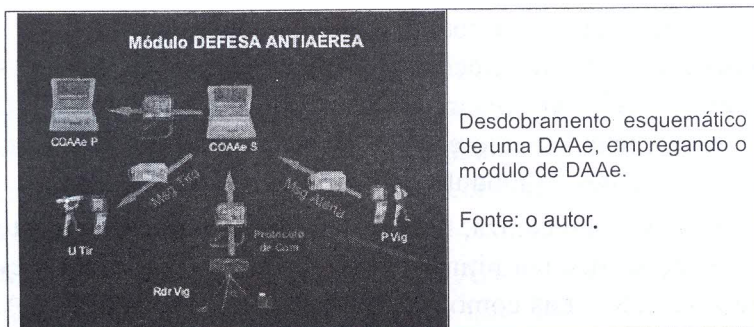 Módulo DEFESA ANTIAÈREA
COAAe P
COAAe S
Msg Tiro
Msg Alerta
U Tir
P Vig
Protocolo
de Com
Rdr Vig
Desdobramento esquemático
de uma DAAe, empregando o
módulo de DAAe.
Fonte: o autor.